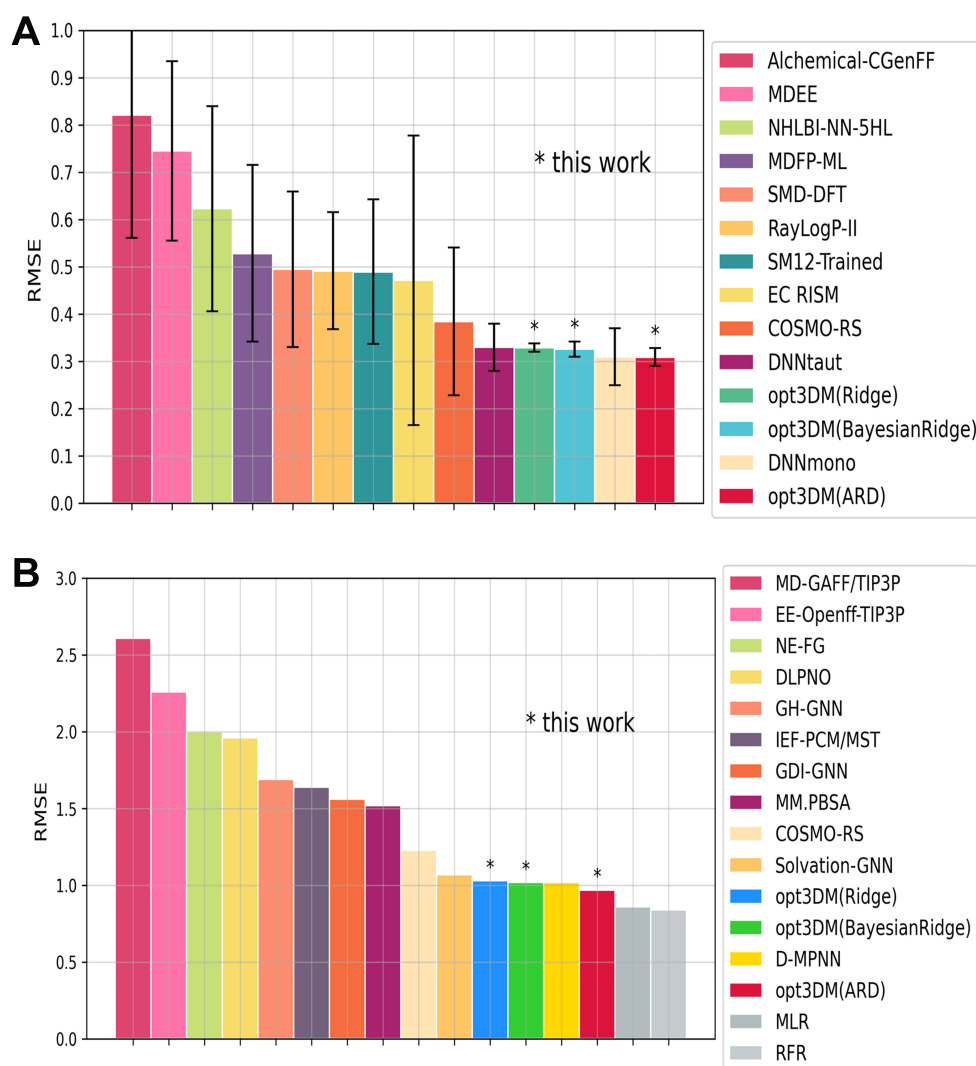 A
1.0
0.9
0.8
0.7
0.6
0.5
0.4
0.3
0.2
0.1
0.0
RMSE
* this work
*
*
*
Alchemical-CGenFF
MDEE
NHLBI-NN-5HL
MDFP-ML
SMD-DFT
RayLogP-II
SM12-Trained
EC RISM
COSMO-RS
DNNtaut
opt3DM(Ridge)
opt3DM(BayesianRidge)
DNNmono
opt3DM(ARD)
B
3.0
2.5
2.0
1.5
1.0
0.5
0.0
RMSE
* this work
*
*
*
MD-GAFF/TIP3P
EE-Openff-TIP3P
NE-FG
DLPNO
GH-GNN
IEF-PCM/MST
GDI-GNN
MM.PBSA
COSMO-RS
Solvation-GNN
opt3DM(Ridge)
opt3DM(BayesianRidge)
D-MPNN
opt3DM(ARD)
MLR
RFR